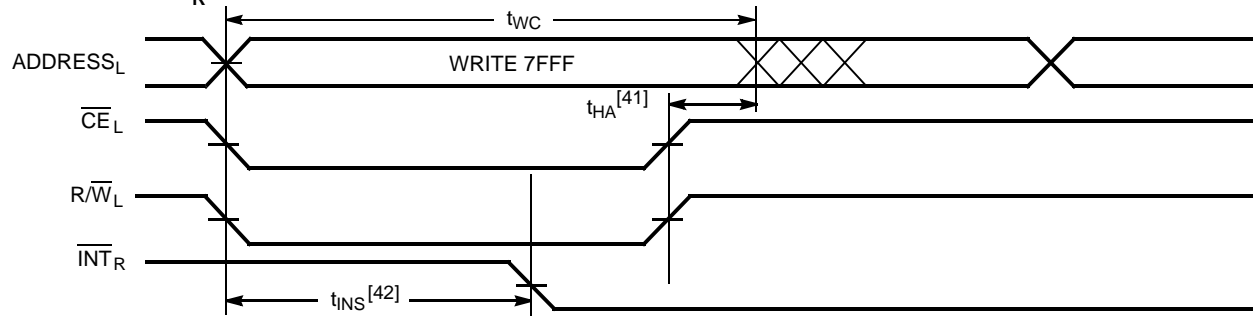 R
tWC
ADDRESSL
WRITE 7FFF
tHA[41]
CEL
R/WL
INTR
tINS[42]